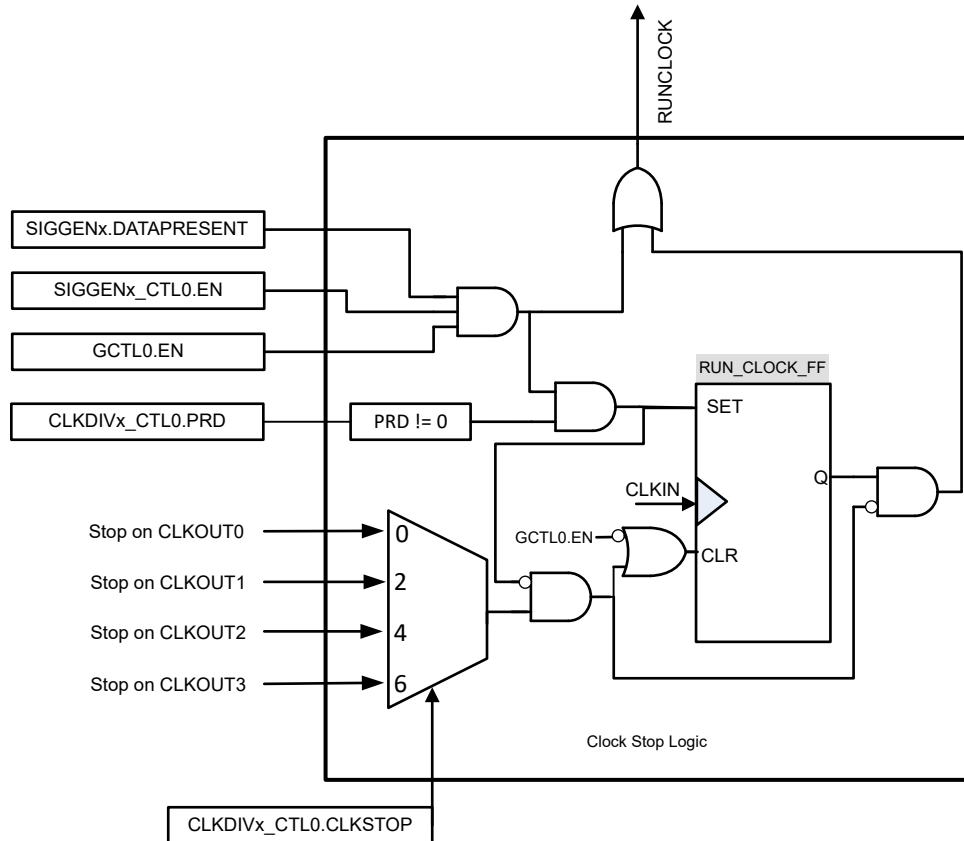 RUNCLOCK
SIGGENx.DATAPRESENT
SIGGENx_CTL0.EN
GCTL0.EN
RUN_CLOCK_FF
CLKDIVx_CTL0.PRD
PRD != 0
SET
Q
CLKIN
Stop on CLKOUT0
0
GCTL0.EN
CLR
Stop on CLKOUT1
2
Stop on CLKOUT2
4
Stop on CLKOUT3
6
Clock Stop Logic
CLKDIVx_CTL0.CLKSTOP